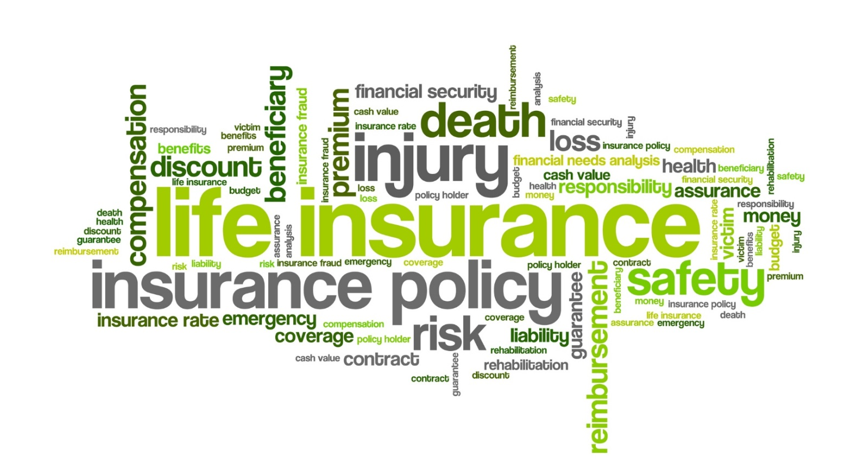 life insurance
insurance policy
injury
death
safety
risk
reimbursement
compensation
beneficiary
discount
premium
loss
financial security
insurance fraud
responsibility
victim
benefits
benefits
premium
life insurance
budget
insurance fraud
cash value
insurance rate
loss
loss
policy holder
reimbursement
analysis
safety
financial security
injury
insurance policy
compensation
financial needs analysis
cash value
budget
health
money
responsibility
health
beneficiary
financial security
assurance
rehabilitation
safety
death
health
discount
guarantee
reimbursement
assurance
analysis
insurance rate
victim
responsibility
money
victim
benefits
liability
budget
injury
premium
risk
liability
risk
insurance fraud
emergency
coverage
policy holder
contract
beneficiary
guarantee
money
insurance policy
life insurance
death
assurance
emergency
insurance rate
emergency
compensation
coverage
policy holder
coverage
liability
rehabilitation
cash value
contract
guarantee
rehabilitation
contract
discount